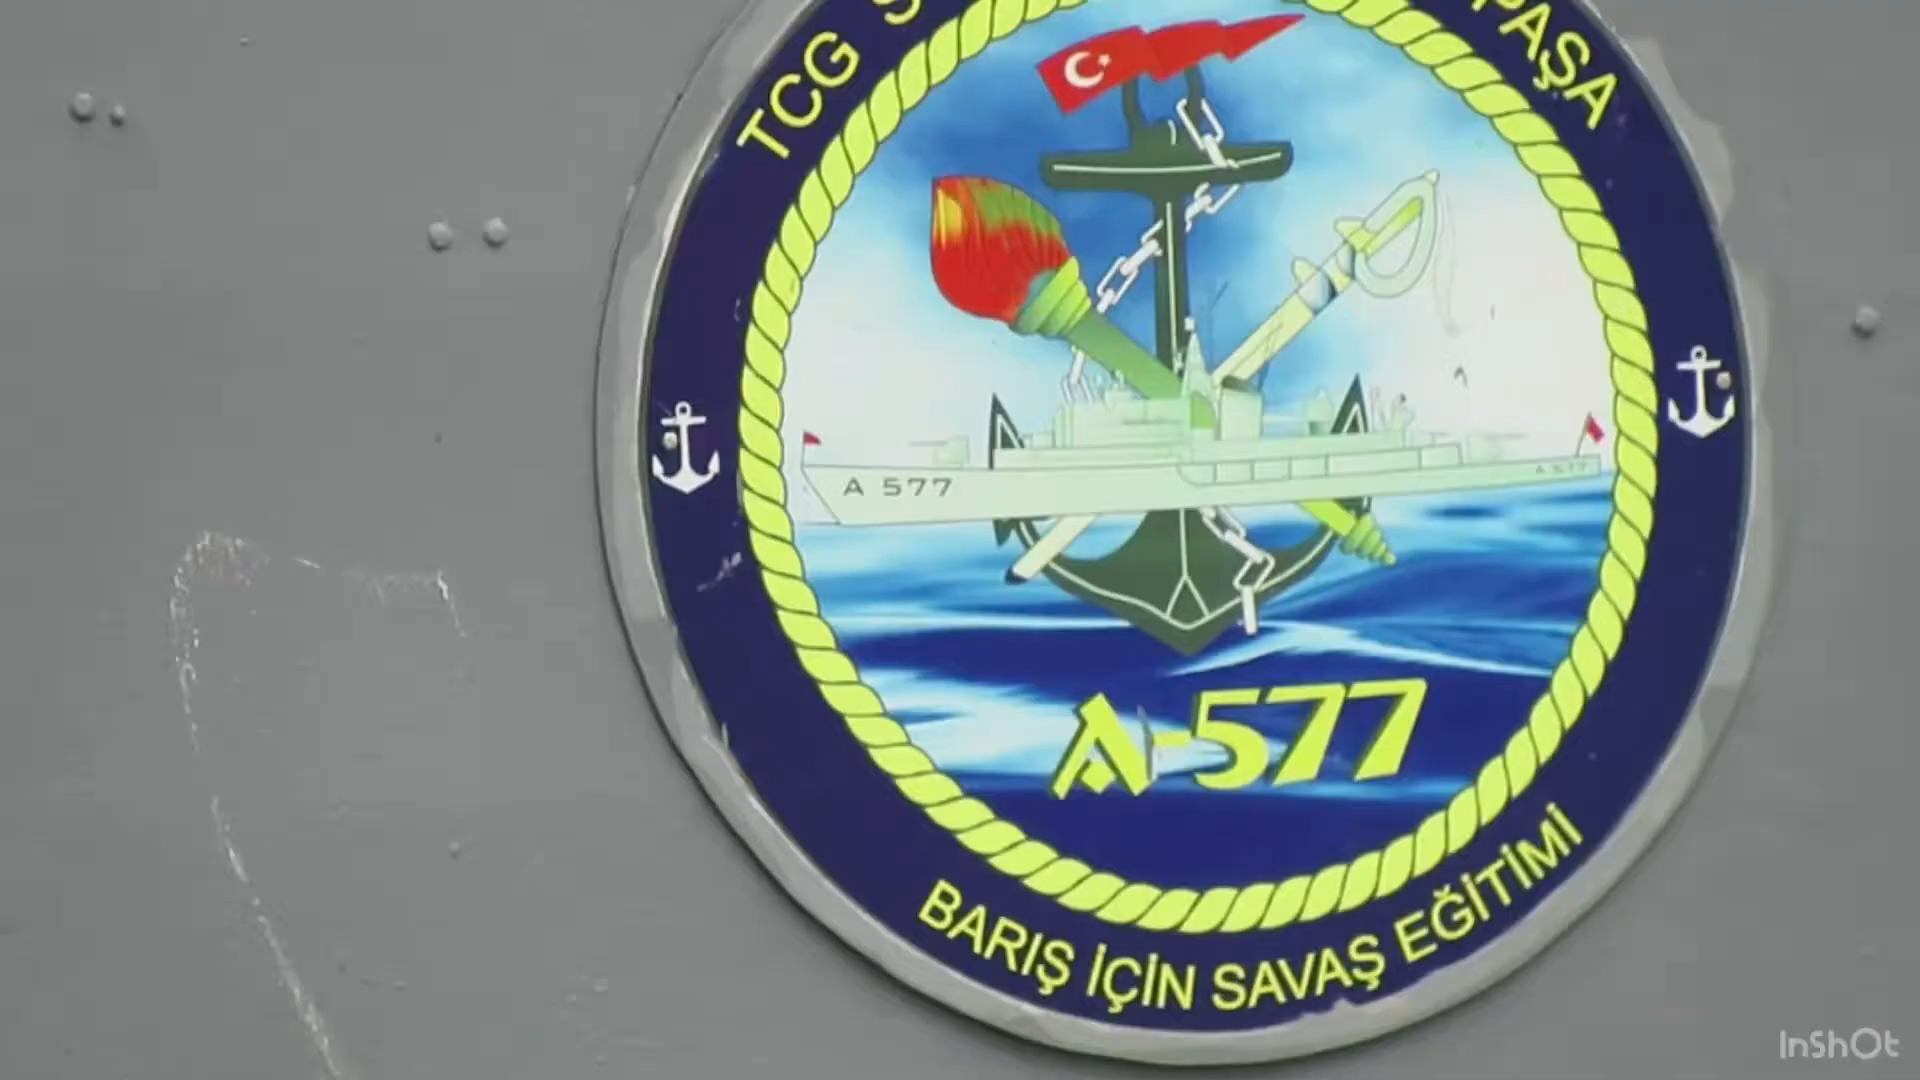 TCG
PAŞA
A 577
A 577
A-577
BARIŞ İÇİN SAVAŞ EĞİTİMİ
InShOt